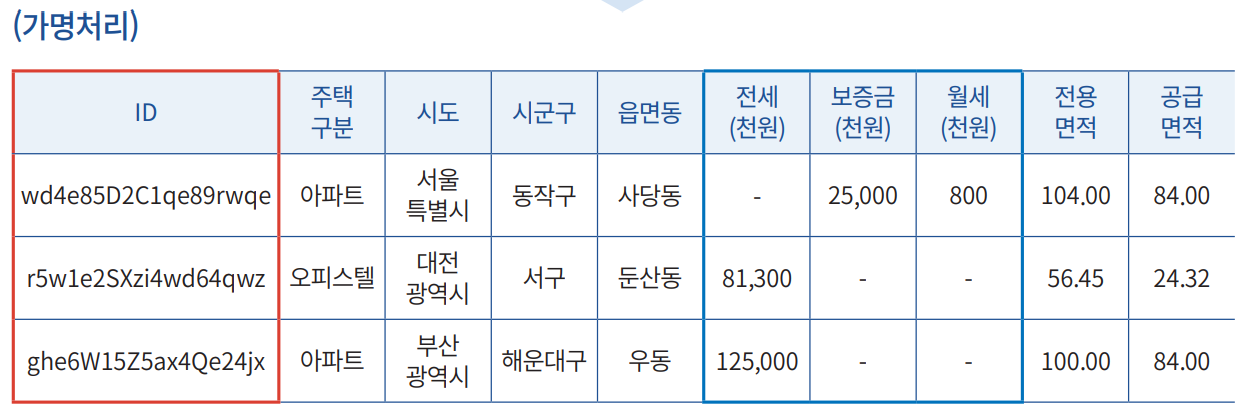 (가명처리)
ID 주택 구분 시도 시군구 읍면동 전세 (천원) 보증금 (천원) 월세 (천원) 전용 면적 공급 면적
wd4e85D2C1qe89rwqe 아파트 서울 특별시 동작구 사당동 - 25,000 800 104.00 84.00
r5w1e2SXzi4wd64qwz 오피스텔 대전 광역시 서구 둔산동 81,300 - - 56.45 24.32
ghe6W15Z5ax4Qe24jx 아파트 부산 광역시 해운대구 우동 125,000 - - 100.00 84.00